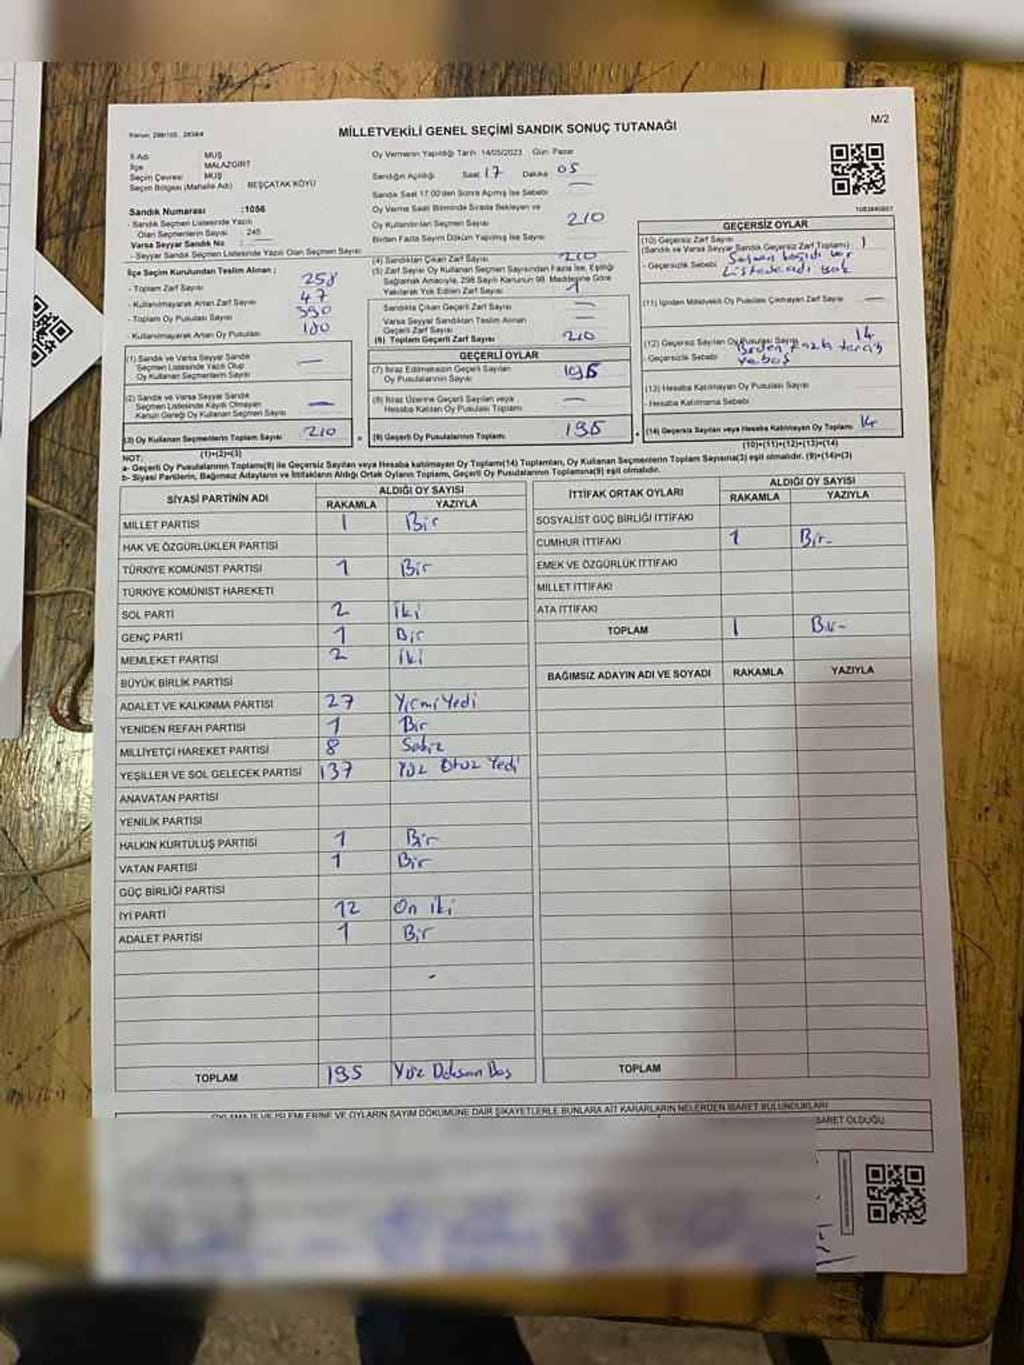 M/2
Kanun: 298/105 , 2839/4
MİLLETVEKİLİ GENEL SEÇİMİ SANDIK SONUÇ TUTANAĞI
İl Adı MUŞ
İlçe MALAZGİRT
Seçim Çevresi MUŞ
Seçim Bölgesi (Mahalle Adı) BEŞÇATAK KÖYÜ
Sandık Numarası :1056
- Sandık Seçmen Listesinde Yazılı
Olan Seçmenlerin Sayısı : 245
Varsa Seyyar Sandık No :
- Seyyar Sandık Seçmen Listesinde Yazılı Olan Seçmen Sayısı
İlçe Seçim Kurulundan Teslim Alınan ;
- Toplam Zarf Sayısı 258
- Kullanılmayarak Artan Zarf Sayısı 47
- Toplam Oy Pusulası Sayısı 390
- Kullanılmayarak Artan Oy Pusulası 180
(1) Sandık ve Varsa Seyyar Sandık
Seçmen Listesinde Yazılı Olup
Oy Kullanan Seçmenlerin Sayısı —
(2) Sandık ve Varsa Seyyar Sandık
Seçmen Listesinde Kayıtlı Olmayan
Kanun Gereği Oy Kullanan Seçmen Sayısı —
(3) Oy Kullanan Seçmenlerin Toplam Sayısı 210
(1)+(2)=(3)
Oy Vermenin Yapıldığı Tarih 14/05/2023 Gün Pazar
Sandığın Açıldığı Saat 17 Dakika 05
Sandık Saat 17:00'den Sonra Açılmış İse Sebebi —
Oy Verme Saati Bitiminde Sırada Bekleyen ve
Oy Kullandırılan Seçmen Sayısı 210
Birden Fazla Sayım Döküm Yapılmış İse Sayısı
(4) Sandıktan Çıkan Zarf Sayısı 210
(5) Zarf Sayısı Oy Kullanan Seçmen Sayısından Fazla İse, Eşitliği
Sağlamak Amacıyla, 298 Sayılı Kanunun 98. Maddesine Göre
Yakılarak Yok Edilen Zarf Sayısı 1
Sandıkta Çıkan Geçerli Zarf Sayısı —
Varsa Seyyar Sandıktan Teslim Alınan
Geçerli Zarf Sayısı —
(6) Toplam Geçerli Zarf Sayısı 210
GEÇERLİ OYLAR
(7) İtiraz Edilmeksizin Geçerli Sayılan
Oy Pusulalarının Sayısı 195
(8) İtiraz Üzerine Geçerli Sayılan veya
Hesaba Katılan Oy Pusulası Toplamı —
(9) Geçerli Oy Pusulalarının Toplamı 195
GEÇERSİZ OYLAR
(10) Geçersiz Zarf Sayısı
(Sandık ve Varsa Seyyar Sandık Geçersiz Zarf Toplamı) 1
- Geçersizlik Sebebi var
Listede adı yok
(11) İçinden Milletvekili Oy Pusulası Çıkmayan Zarf Sayısı —
(12) Geçersiz Sayılan Oy Pusulası Sayısı 14
- Geçersizlik Sebebi Birden fazla tercih
ve boş
(13) Hesaba Katılmayan Oy Pusulası Sayısı
- Hesaba Katılmama Sebebi
(14) Geçersiz Sayılan veya Hesaba Katılmayan Oy Toplamı 14
(10)+(11)+(12)+(13)=(14)
NOT:
a- Geçerli Oy Pusulalarının Toplamı(9) ile Geçersiz Sayılan veya Hesaba katılmayan Oy Toplamı(14) Toplamları, Oy Kullanan Seçmenlerin Toplam Sayısına(3) eşit olmalıdır. (9)+(14)=(3)
b- Siyasi Partilerin, Bağımsız Adayların ve İttifakların Aldığı Ortak Oyların Toplamı, Geçerli Oy Pusulalarının Toplamına(9) eşit olmalıdır.
SİYASİ PARTİNİN ADI ALDIĞI OY SAYISI
RAKAMLA YAZIYLA
MİLLET PARTİSİ 1 Bir
HAK VE ÖZGÜRLÜKLER PARTİSİ
TÜRKİYE KOMÜNİST PARTİSİ 1 Bir
TÜRKİYE KOMÜNİST HAREKETİ
SOL PARTİ 2 iki
GENÇ PARTİ 1 Bir
MEMLEKET PARTİSİ 2 iki
BÜYÜK BİRLİK PARTİSİ
ADALET VE KALKINMA PARTİSİ 27 Yirmi Yedi
YENİDEN REFAH PARTİSİ 1 Bir
MİLLİYETÇİ HAREKET PARTİSİ 8 Sekiz
YEŞİLLER VE SOL GELECEK PARTİSİ 137 Yüz Otuz Yedi
ANAVATAN PARTİSİ
YENİLİK PARTİSİ
HALKIN KURTULUŞ PARTİSİ 1 Bir
VATAN PARTİSİ 1 Bir
GÜÇ BİRLİĞİ PARTİSİ
İYİ PARTİ 12 On iki
ADALET PARTİSİ 1 Bir
TOPLAM 195 Yüz Doksan Beş
İTTİFAK ORTAK OYLARI ALDIĞI OY SAYISI
RAKAMLA YAZIYLA
SOSYALİST GÜÇ BİRLİĞİ İTTİFAKI
CUMHUR İTTİFAKI 1 Bir-
EMEK VE ÖZGÜRLÜK İTTİFAKI
MİLLET İTTİFAKI
ATA İTTİFAKI
TOPLAM 1 Bir-
BAĞIMSIZ ADAYIN ADI VE SOYADI RAKAMLA YAZIYLA
TOPLAM
OYLAMA İŞ VE İŞLEMLERİNE VE OYLARIN SAYIM DÖKÜMÜNE DAİR ŞİKAYETLERLE BUNLARA AİT KARARLARIN NELERDEN İBARET BULUNDUKLARI
İBARET OLDUĞU